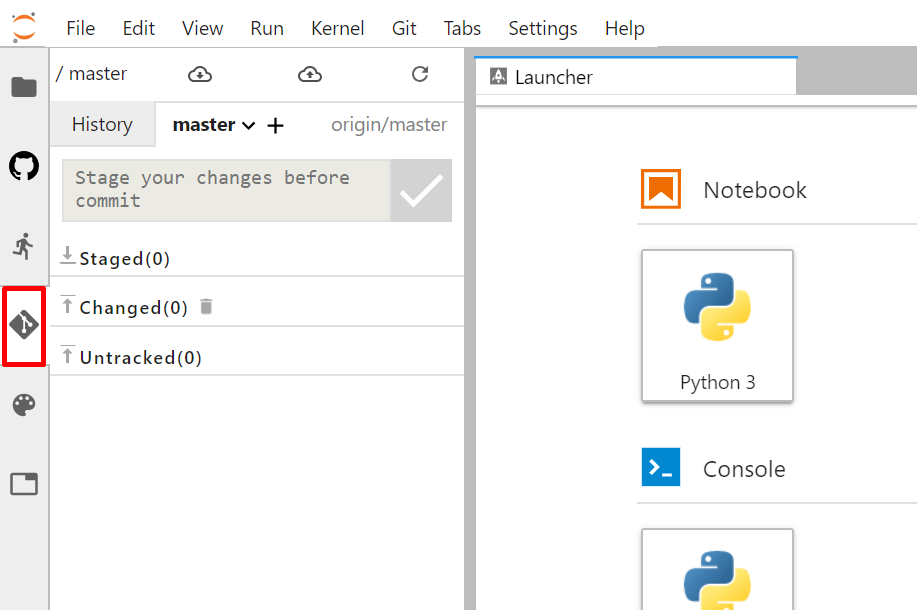 File Edit View Run Kernel Git Tabs Settings Help
/ master
Launcher
History master origin/master
Stage your changes before
commit
Staged(0)
Changed(0)
Untracked(0)
Notebook
Python 3
Console